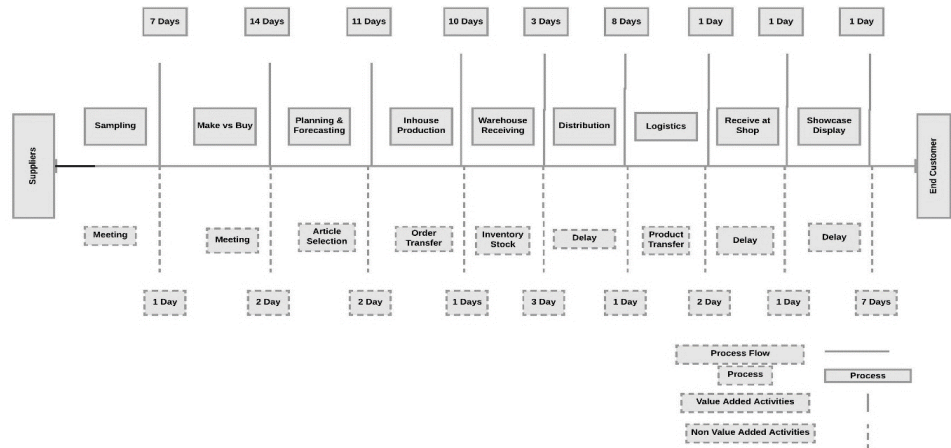 7 Days
14 Days
11 Days
10 Days
3 Days
8 Days
1 Day
1 Day
1 Day
Suppliers
Sampling
Make vs Buy
Planning &
Forecasting
Inhouse
Production
Warehouse
Receiving
Distribution
Logistics
Receive at
Shop
Showcase
Display
End Customer
Meeting
Meeting
Article
Selection
Order
Transfer
Inventory
Stock
Delay
Product
Transfer
Delay
Delay
1 Day
2 Day
2 Day
1 Days
3 Day
1 Day
2 Day
1 Day
7 Days
Process Flow
Process
Process
Value Added Activities
Non Value Added Activities